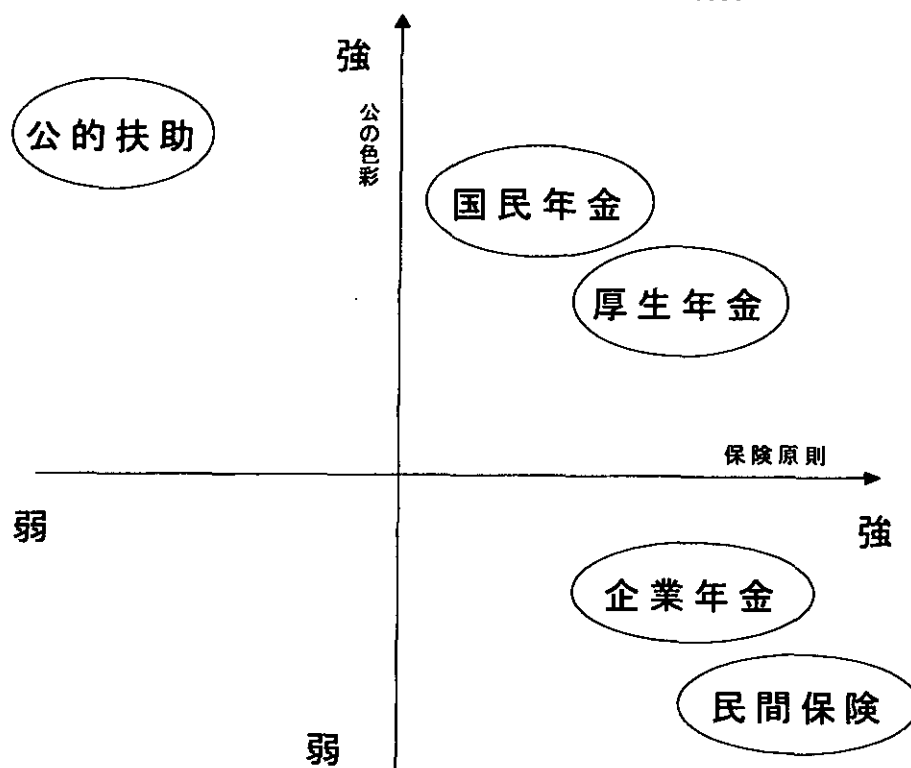 強
公の色彩
公的扶助
国民年金
厚生年金
保険原則
弱
強
企業年金
民間保険
弱